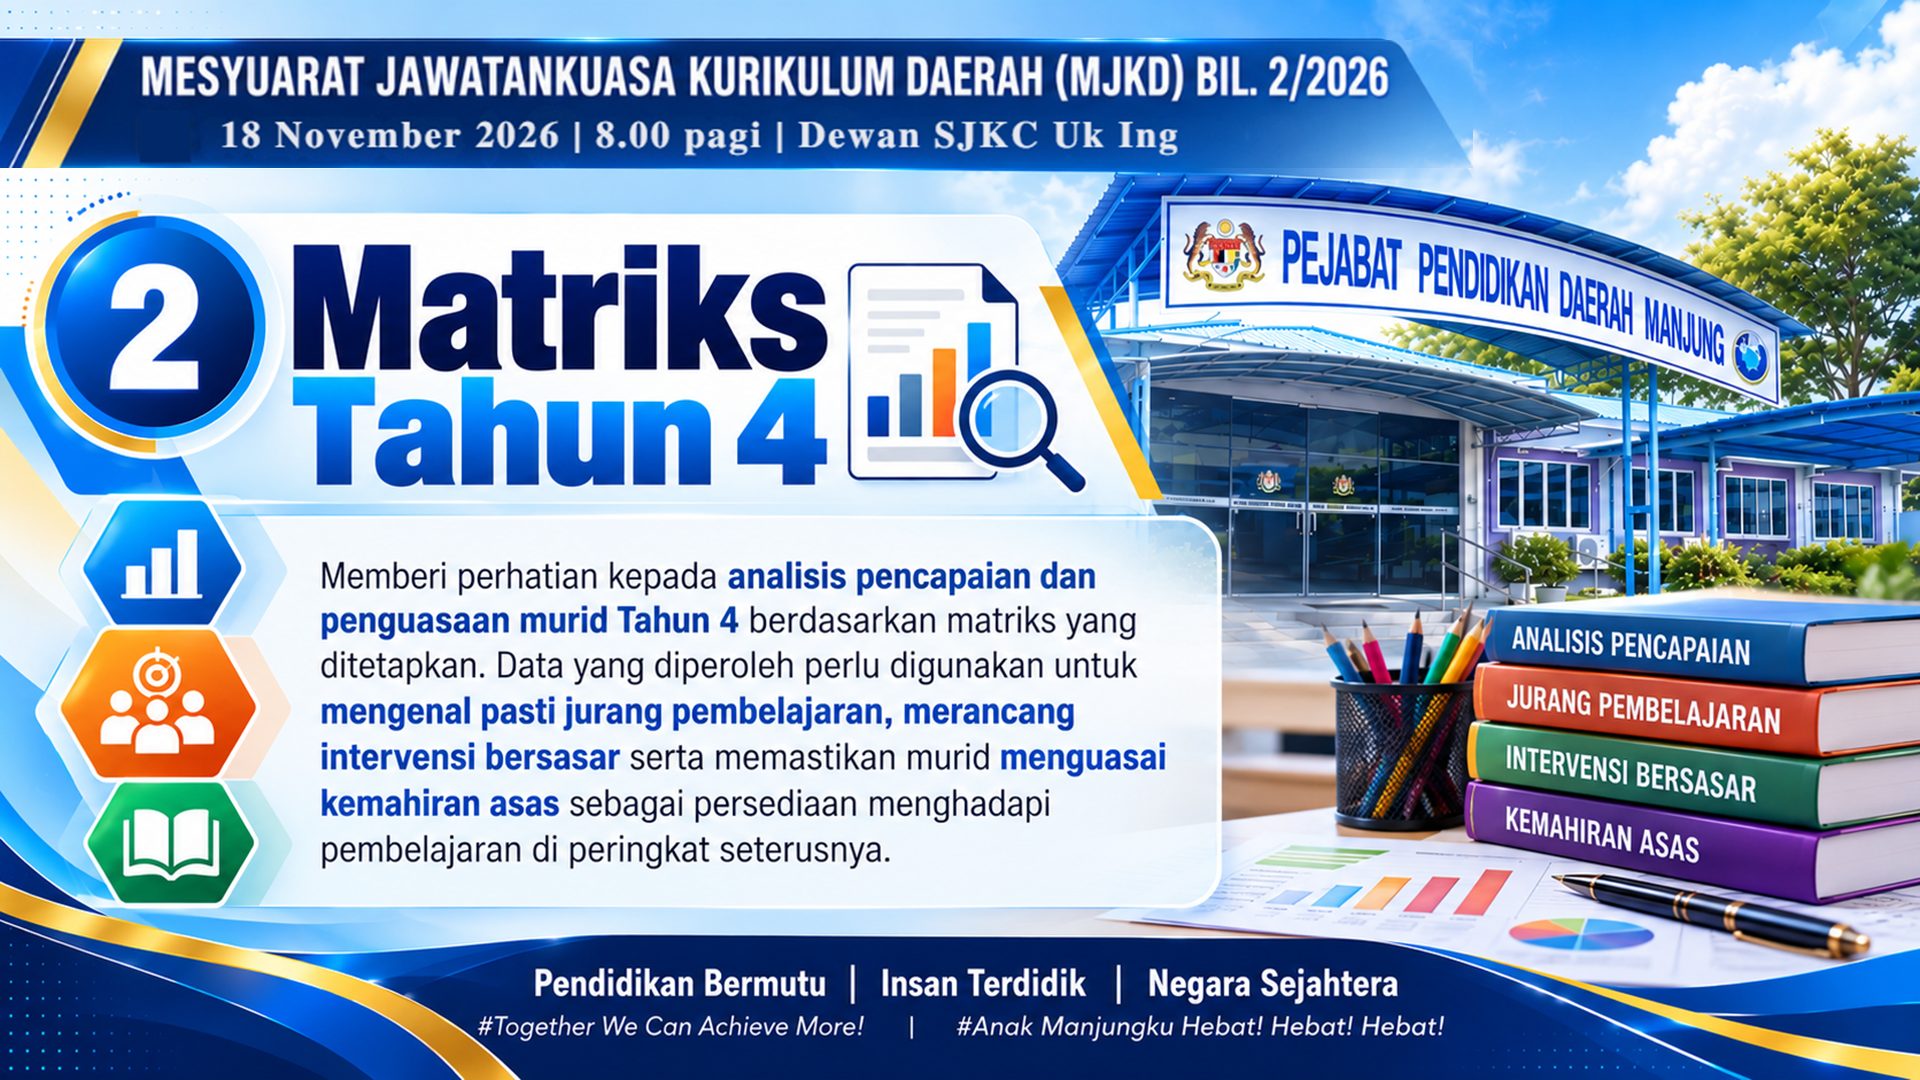 MESYUARAT JAWATANKUASA KURIKULUM DAERAH (MJKD) BIL. 2/2026
18 November 2026 | 8.00 pagi | Dewan SJKC Uk Ing
2
Matriks
Tahun 4
PEJABAT PENDIDIKAN DAERAH MANJUNG
Memberi perhatian kepada analisis pencapaian dan
penguasaan murid Tahun 4 berdasarkan matriks yang
ditetapkan. Data yang diperoleh perlu digunakan untuk
mengenal pasti jurang pembelajaran, merancang
intervensi bersasar serta memastikan murid menguasai
kemahiran asas sebagai persediaan menghadapi
pembelajaran di peringkat seterusnya.
ANALISIS PENCAPAIAN
JURANG PEMBELAJARAN
INTERVENSI BERSASAR
KEMAHIRAN ASAS
Pendidikan Bermutu | Insan Terdidik | Negara Sejahtera
#Together We Can Achieve More! | #Anak Manjungku Hebat! Hebat! Hebat!